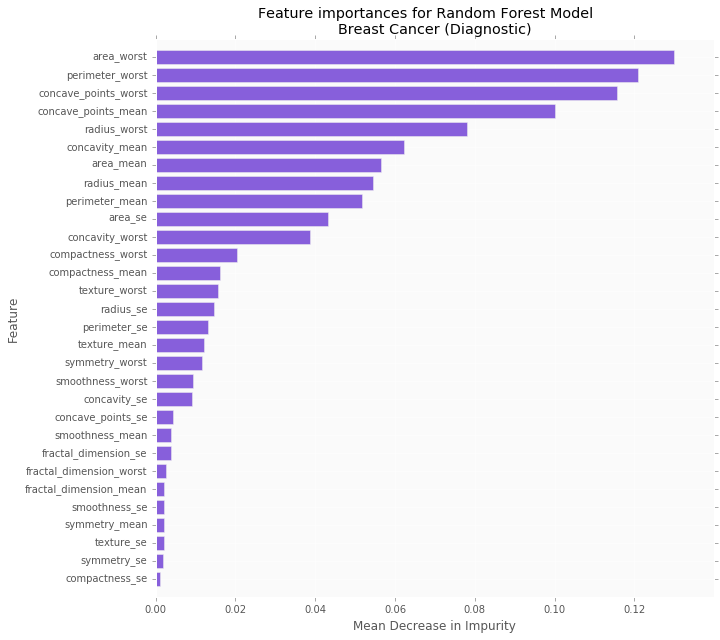 Feature importances for Random Forest Model
Breast Cancer (Diagnostic)
area_worst
perimeter_worst
concave_points_worst
concave_points_mean
radius_worst
concavity_mean
area_mean
radius_mean
perimeter_mean
area_se
concavity_worst
compactness_worst
compactness_mean
texture_worst
radius_se
perimeter_se
texture_mean
symmetry_worst
smoothness_worst
concavity_se
concave_points_se
smoothness_mean
fractal_dimension_se
fractal_dimension_worst
fractal_dimension_mean
smoothness_se
symmetry_mean
texture_se
symmetry_se
compactness_se
Feature
0.00 0.02 0.04 0.06 0.08 0.10 0.12
Mean Decrease in Impurity